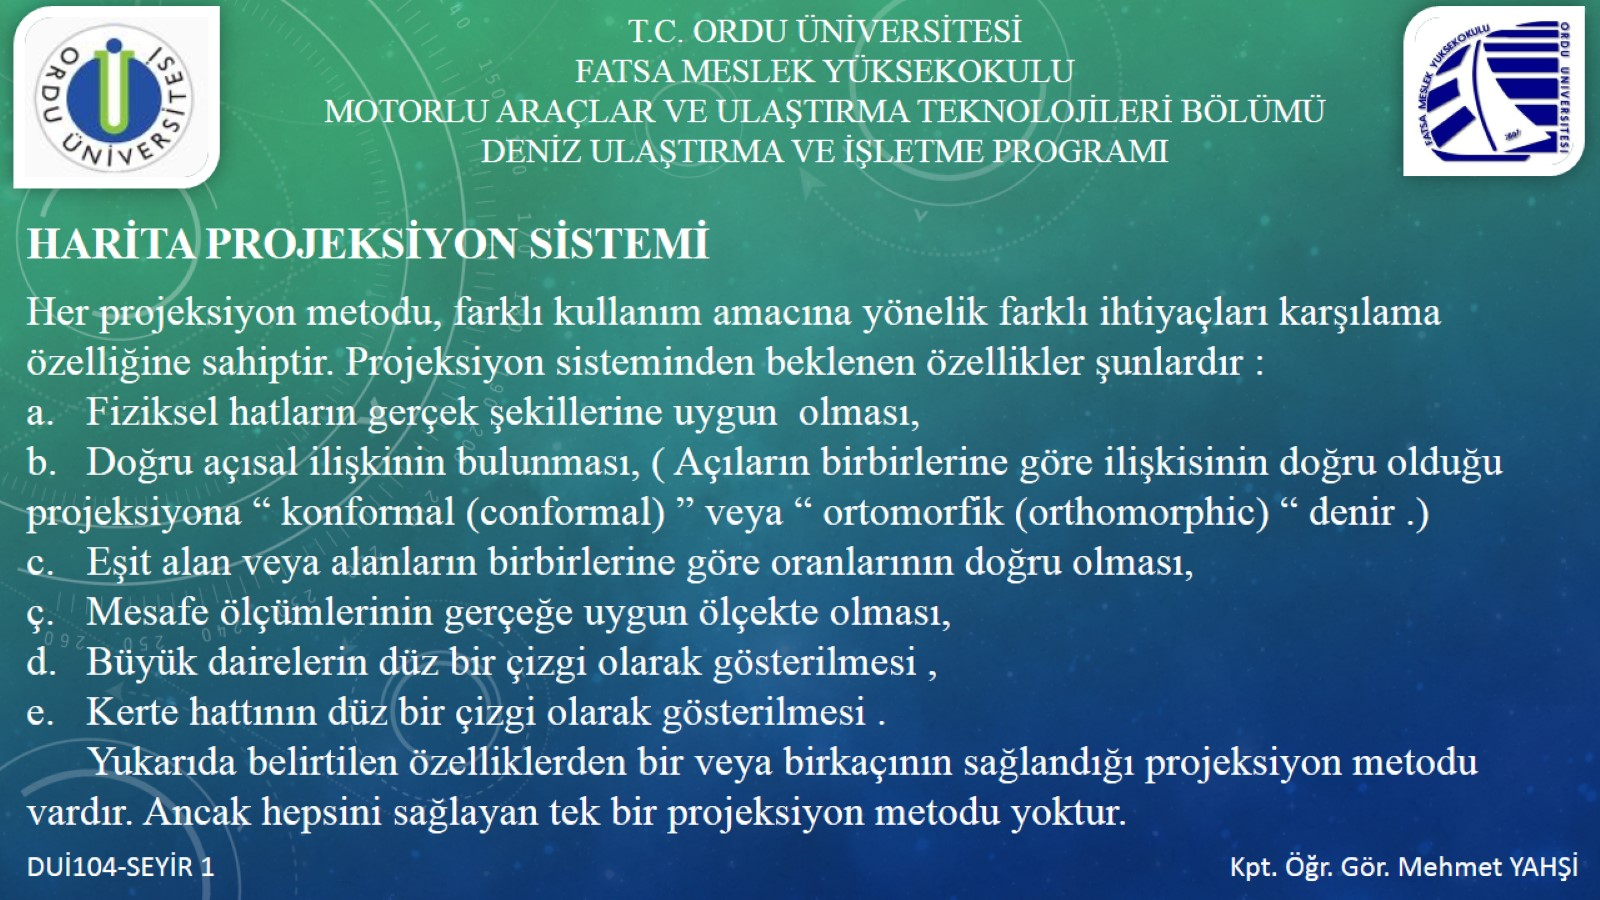 T.C. ORDU ÜNİVERSİTESİ
FATSA MESLEK YÜKSEKOKULU
MOTORLU ARAÇLAR VE ULAŞTIRMA TEKNOLOJİLERİ BÖLÜMÜ
DENİZ ULAŞTIRMA VE İŞLETME PROGRAMI
ORDU ÜNİVERSİTESİ
FATSA MESLEK YÜKSEKOKULU
ORDU ÜNİVERSİTESİ
HARİTA PROJEKSİYON SİSTEMİ
Her projeksiyon metodu, farklı kullanım amacına yönelik farklı ihtiyaçları karşılama
özelliğine sahiptir. Projeksiyon sisteminden beklenen özellikler şunlardır :
a. Fiziksel hatların gerçek şekillerine uygun olması,
b. Doğru açısal ilişkinin bulunması, ( Açıların birbirlerine göre ilişkisinin doğru olduğu
projeksiyona “ konformal (conformal) ” veya “ ortomorfik (orthomorphic) “ denir .)
c. Eşit alan veya alanların birbirlerine göre oranlarının doğru olması,
ç. Mesafe ölçümlerinin gerçeğe uygun ölçekte olması,
d. Büyük dairelerin düz bir çizgi olarak gösterilmesi ,
e. Kerte hattının düz bir çizgi olarak gösterilmesi .
Yukarıda belirtilen özelliklerden bir veya birkaçının sağlandığı projeksiyon metodu
vardır. Ancak hepsini sağlayan tek bir projeksiyon metodu yoktur.
DUİ104-SEYİR 1
Kpt. Öğr. Gör. Mehmet YAHŞİ